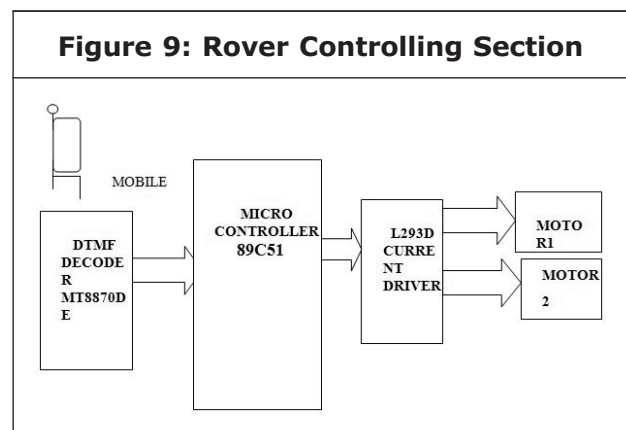 Figure 9: Rover Controlling Section
MOBILE
DTMF
DECODE
R
MT8870D
E
MICRO
CONTROLLER
89C51
L293D
CURRE
NT
DRIVER
MOTO
R1
MOTOR
2